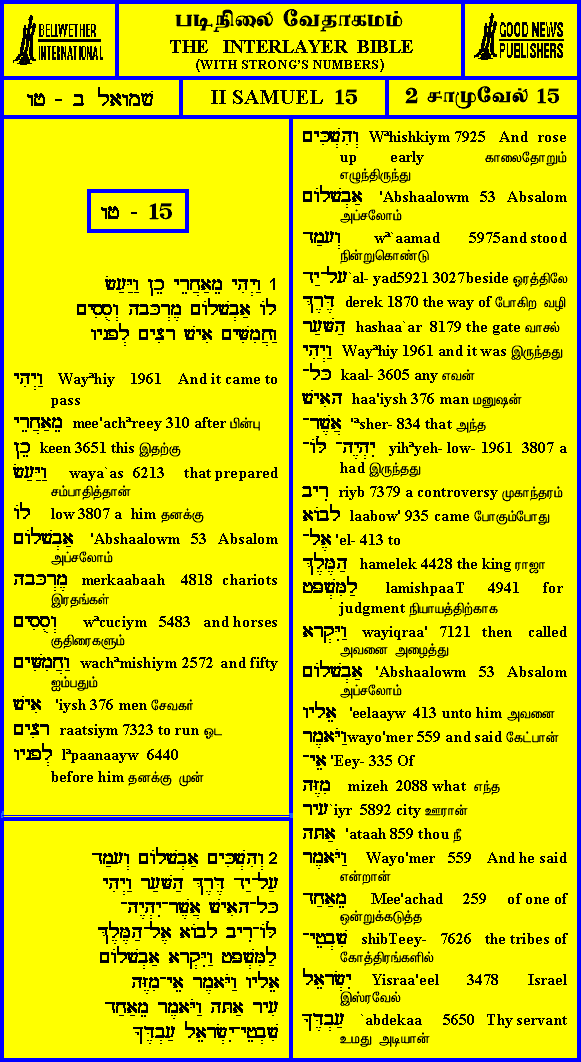 BELLWETHER
INTERNATIONAL
படிநிலை வேதாகமம்
THE INTERLAYER BIBLE
(WITH STRONG'S NUMBERS)
GOOD NEWS
PUBLISHERS
שמואל ב - טו
II SAMUEL 15
2 சாமுவேல் 15
טו - 15
1 וַיְהִי מֵאַחֲרֵי כֵן וַיַּעַשׂ
לוֹ אַבְשָׁלוֹם מֶרְכָּבָה וְסֻסִים
וַחֲמִשִּׁים אִישׁ רָצִים לְפָנָיו
וַיְהִי Wayᵃhiy 1961 And it came to
pass
מֵאַחֲרֵי mee'achᵃreey 310 after பின்பு
כֵן keen 3651 this இதற்கு
וַיַּעַשׂ waya`as 6213 that prepared
சம்பாதித்தான்
לוֹ low 3807 a him தனக்கு
אַבְשָׁלוֹם 'Abshaalowm 53 Absalom
அப்சலோம்
מֶרְכָּבָה merkaabaah 4818 chariots
இரதங்கள்
וְסֻסִים wᵃcuciym 5483 and horses
குதிரைகளும்
וַחֲמִשִּׁים wachᵃmishiym 2572 and fifty
ஐம்பதும்
אִישׁ 'iysh 376 men சேவகர்
רָצִים raatsiym 7323 to run ஓட
לְפָנָיו lᵃpaanaayw 6440
before him தனக்கு முன்
2 וְהִשְׁכִּים אַבְשָׁלוֹם וְעָמַד
עַל־יַד דֶּרֶךְ הַשָּׁעַר וַיְהִי
כָּל־הָאִישׁ אֲשֶׁר־יִהְיֶה־
לּוֹ־רִיב לָבוֹא אֶל־הַמֶּלֶךְ
לַמִּשְׁפָּט וַיִּקְרָא אַבְשָׁלוֹם
אֵלָיו וַיֹּאמֶר אֵי־מִזֶּה
עִיר אַתָּה וַיֹּאמֶר מֵאַחַד
שִׁבְטֵי־יִשְׂרָאֵל עַבְדֶּךָ
וְהִשְׁכִּים Wᵃhishkiym 7925 And rose
up early காலைதோறும்
எழுந்திருந்து
אַבְשָׁלוֹם 'Abshaalowm 53 Absalom
அப்சலோம்
וְעָמַד wᵃ`aamad 5975and stood
நின்றுகொண்டு
עַל־יַד `al- yad5921 3027beside ஓரத்திலே
דֶּרֶךְ derek 1870 the way of போகிற வழி
הַשָּׁעַר hashaa`ar 8179 the gate வாசல்
וַיְהִי Wayᵃhiy 1961 and it was இருந்தது
כָּל־ kaal- 3605 any எவன்
הָאִישׁ haa'iysh 376 man மனுஷன்
אֲשֶׁר־ 'ᵃsher- 834 that அந்த
יִהְיֶה־ לּוֹ־ yihᵃyeh- low- 1961 3807 a
had இருந்தது
רִיב riyb 7379 a controversy முகாந்தரம்
לָבוֹא laabow' 935 came போகும்போது
אֶל־ 'el- 413 to
הַמֶּלֶךְ hamelek 4428 the king ராஜா
לַמִּשְׁפָּט lamishpaaT 4941 for
judgment நியாயத்திற்காக
וַיִּקְרָא wayiqraa' 7121 then called
அவனை அழைத்து
אַבְשָׁלוֹם 'Abshaalowm 53 Absalom
அப்சலோம்
אֵלָיו 'eelaayw 413 unto him அவனை
וַיֹּאמֶר wayo'mer 559 and said கேட்பான்
אֵי־ 'Eey- 335 Of
מִזֶּה mizeh 2088 what எந்த
עִיר `iyr 5892 city ஊரான்
אַתָּה 'ataah 859 thou நீ
וַיֹּאמֶר Wayo'mer 559 And he said
என்றான்
מֵאַחַד Mee'achad 259 of one of
ஒன்றுக்கடுத்த
שִׁבְטֵי־ shibTeey- 7626 the tribes of
கோத்திரங்களில்
יִשְׂרָאֵל Yisraa'eel 3478 Israel
இஸ்ரவேல்
עַבְדֶּךָ `abdekaa 5650 Thy servant
உமது அடியான்